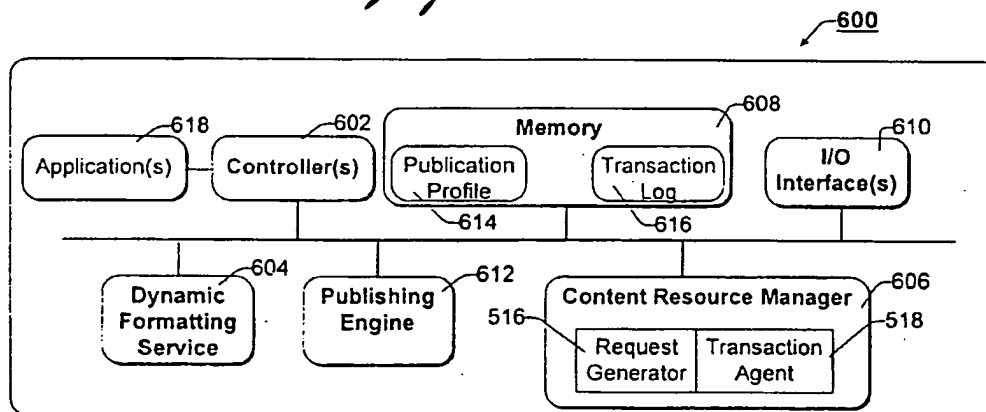 600
618
602
608
610
Application(s)
Controller(s)
Memory
Publication
Profile
Transaction
Log
I/O
Interface(s)
614
616
604
612
606
Dynamic
Formatting
Service
Publishing
Engine
Content Resource Manager
516
518
Request
Generator
Transaction
Agent